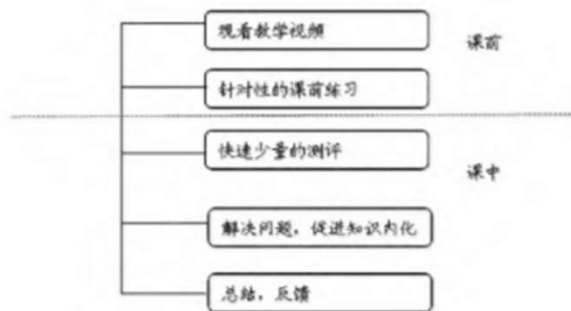 观看教学视频
课前
针对性的课前练习
快速少量的测评
课中
解决问题，促进知识内化
总结，反馈